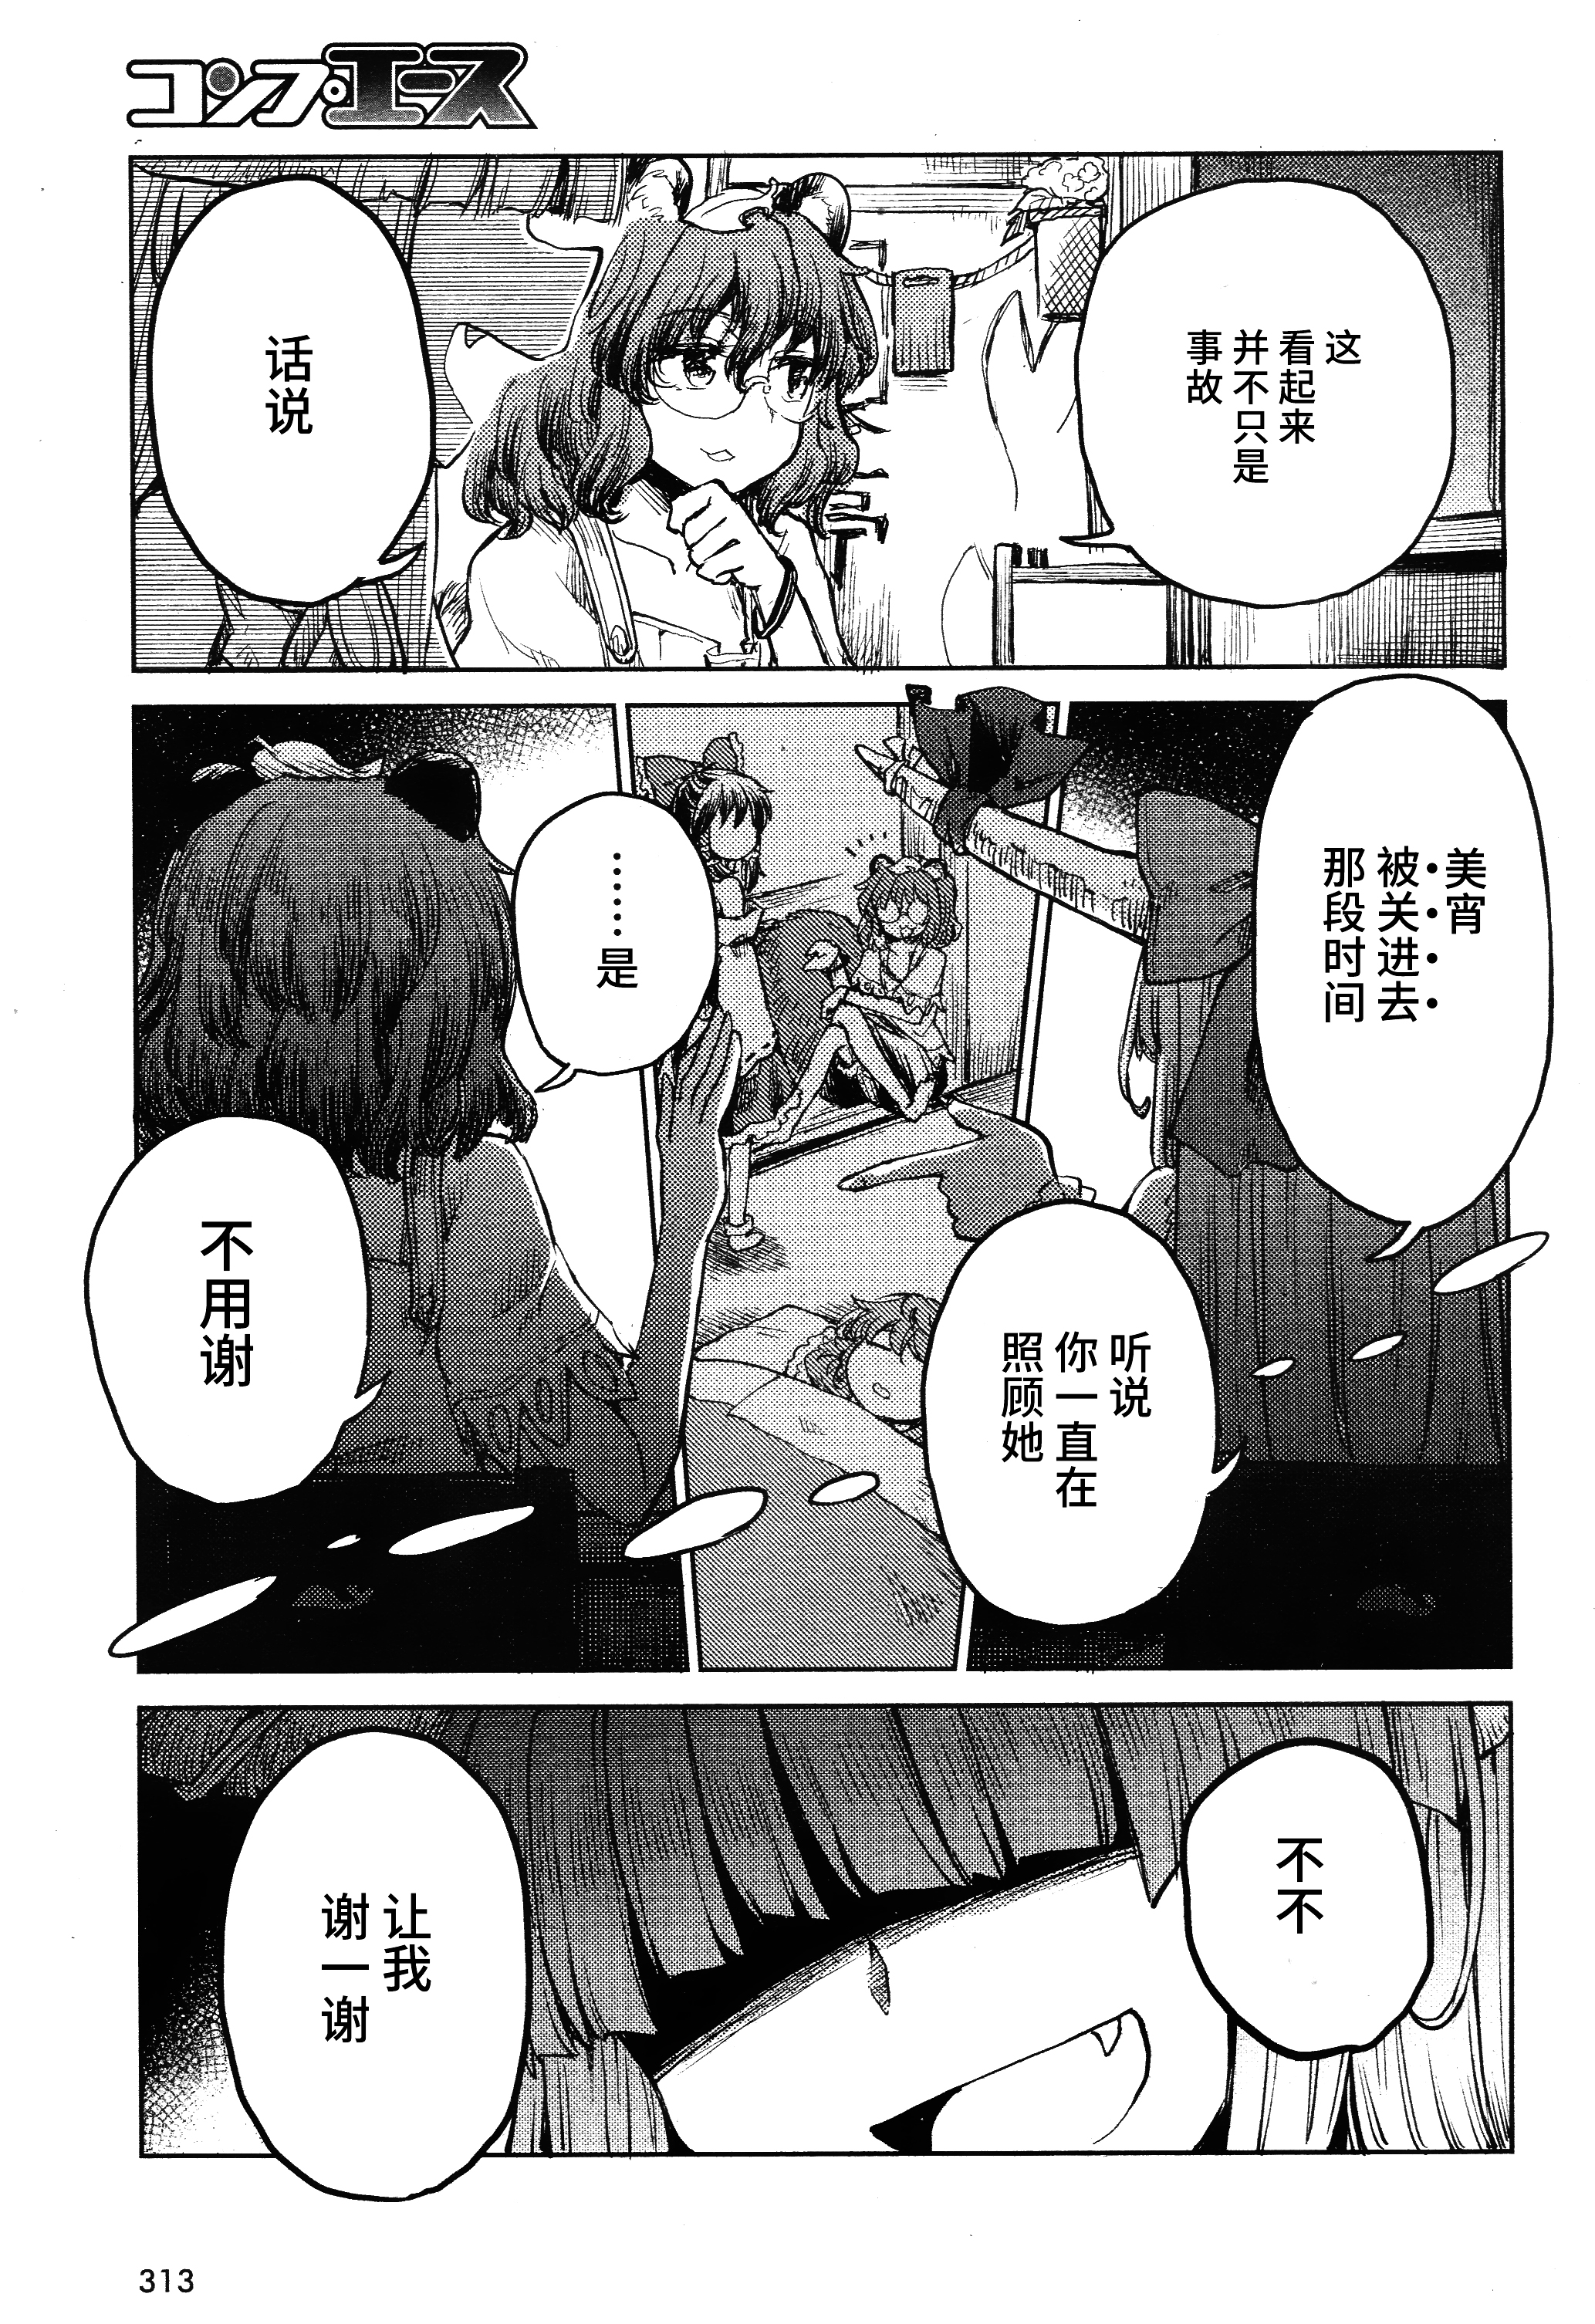 コンプ・エース
这
看起来
并不只是
事故
话说
美宵
被关进去
那段时间
听说
你一直在
照顾她
……是
不用谢
不不
让我
谢一谢
313